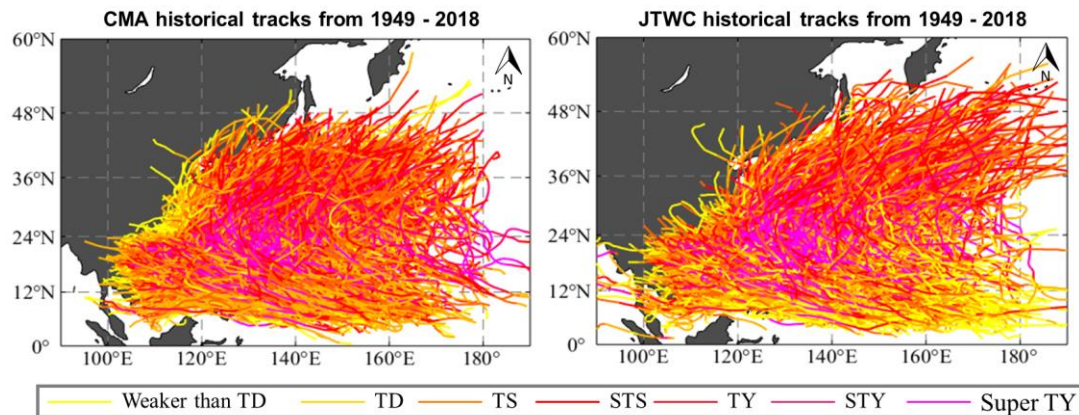 CMA historical tracks from 1949 - 2018
60°N
48°N
36°N
24°N
12°N
0°
100°E 120°E 140°E 160°E 180°
N
JTWC historical tracks from 1949 - 2018
60°N
48°N
36°N
24°N
12°N
0°
100°E 120°E 140°E 160°E 180°
N
Weaker than TD TD TS STS TY STY Super TY